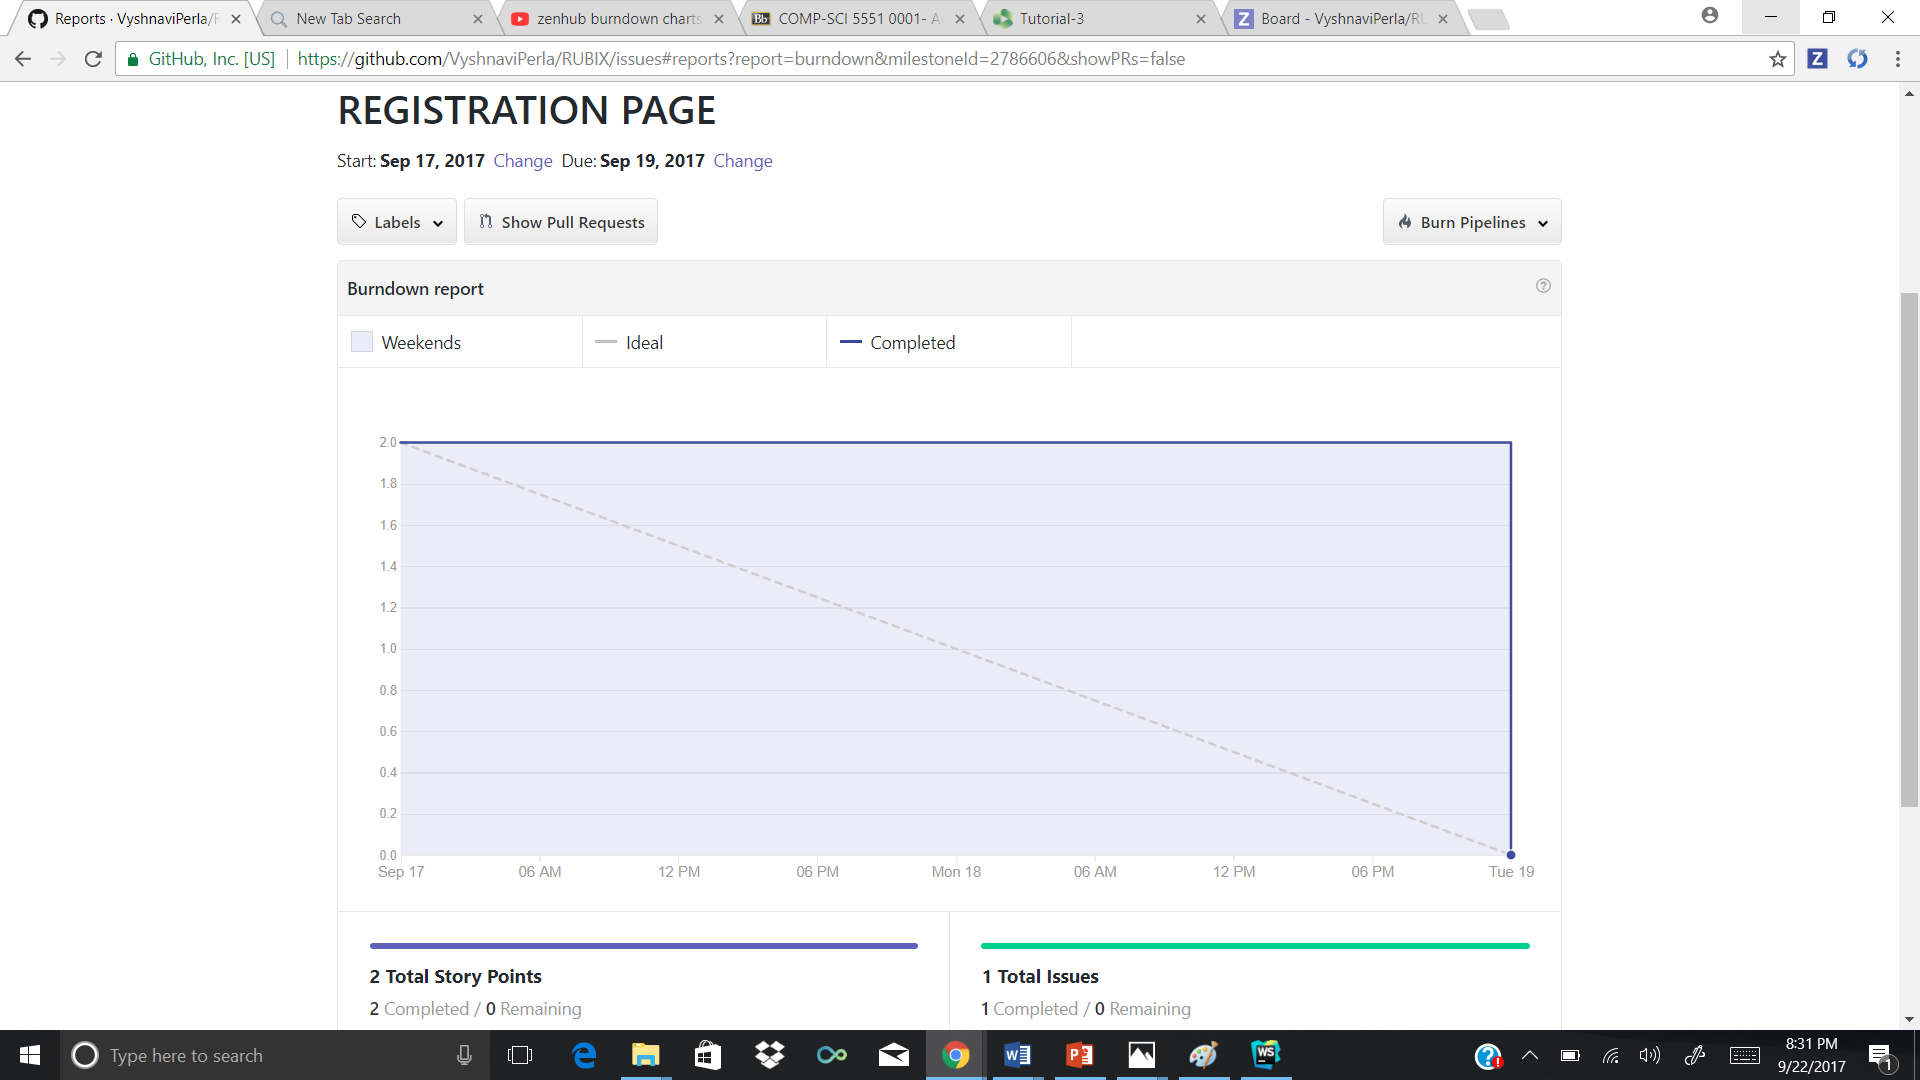 Reports · VyshnaviPerla/R
New Tab Search
zenhub burndown charts
Bb COMP-SCI 5551 0001- A
Tutorial-3
Z Board - VyshnaviPerla/RU
GitHub, Inc. [US] https://github.com/VyshnaviPerla/RUBIX/issues#reports?report=burndown&milestoneId=2786606&showPRs=false
Z
REGISTRATION PAGE
Start: Sep 17, 2017 Change Due: Sep 19, 2017 Change
Labels Show Pull Requests Burn Pipelines
Burndown report ?
Weekends Ideal Completed
2.0
1.8
1.6
1.4
1.2
1.0
0.8
0.6
0.4
0.2
0.0
Sep 17 06 AM 12 PM 06 PM Mon 18 06 AM 12 PM 06 PM Tue 19
2 Total Story Points
2 Completed / 0 Remaining
1 Total Issues
1 Completed / 0 Remaining
Type here to search
WS
8:31 PM
9/22/2017
1